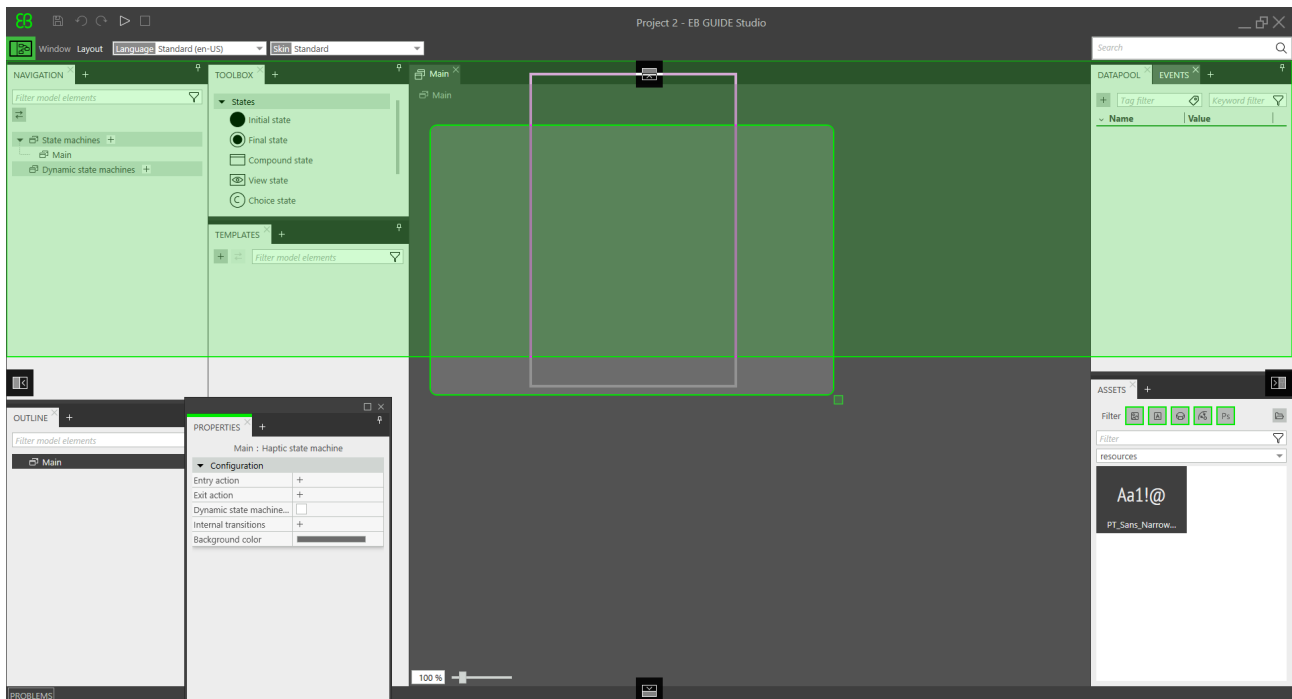 EB
Project 2 - EB GUIDE Studio
Window Layout Language Standard (en-US) Skin Standard
Search
NAVIGATION
Filter model elements
State machines
Main
Dynamic state machines
TOOLBOX
States
Initial state
Final state
Compound state
View state
C Choice state
TEMPLATES
Filter model elements
Main
Main
DATAPOOL EVENTS
Tag filter Keyword filter
Name Value
OUTLINE
Filter model elements
Main
PROPERTIES
Main : Haptic state machine
Configuration
Entry action
Exit action
Dynamic state machine...
Internal transitions
Background color
ASSETS
Filter A Ps
Filter
resources
Aa1!@
PT_Sans_Narrow...
100 %
PROBLEMS